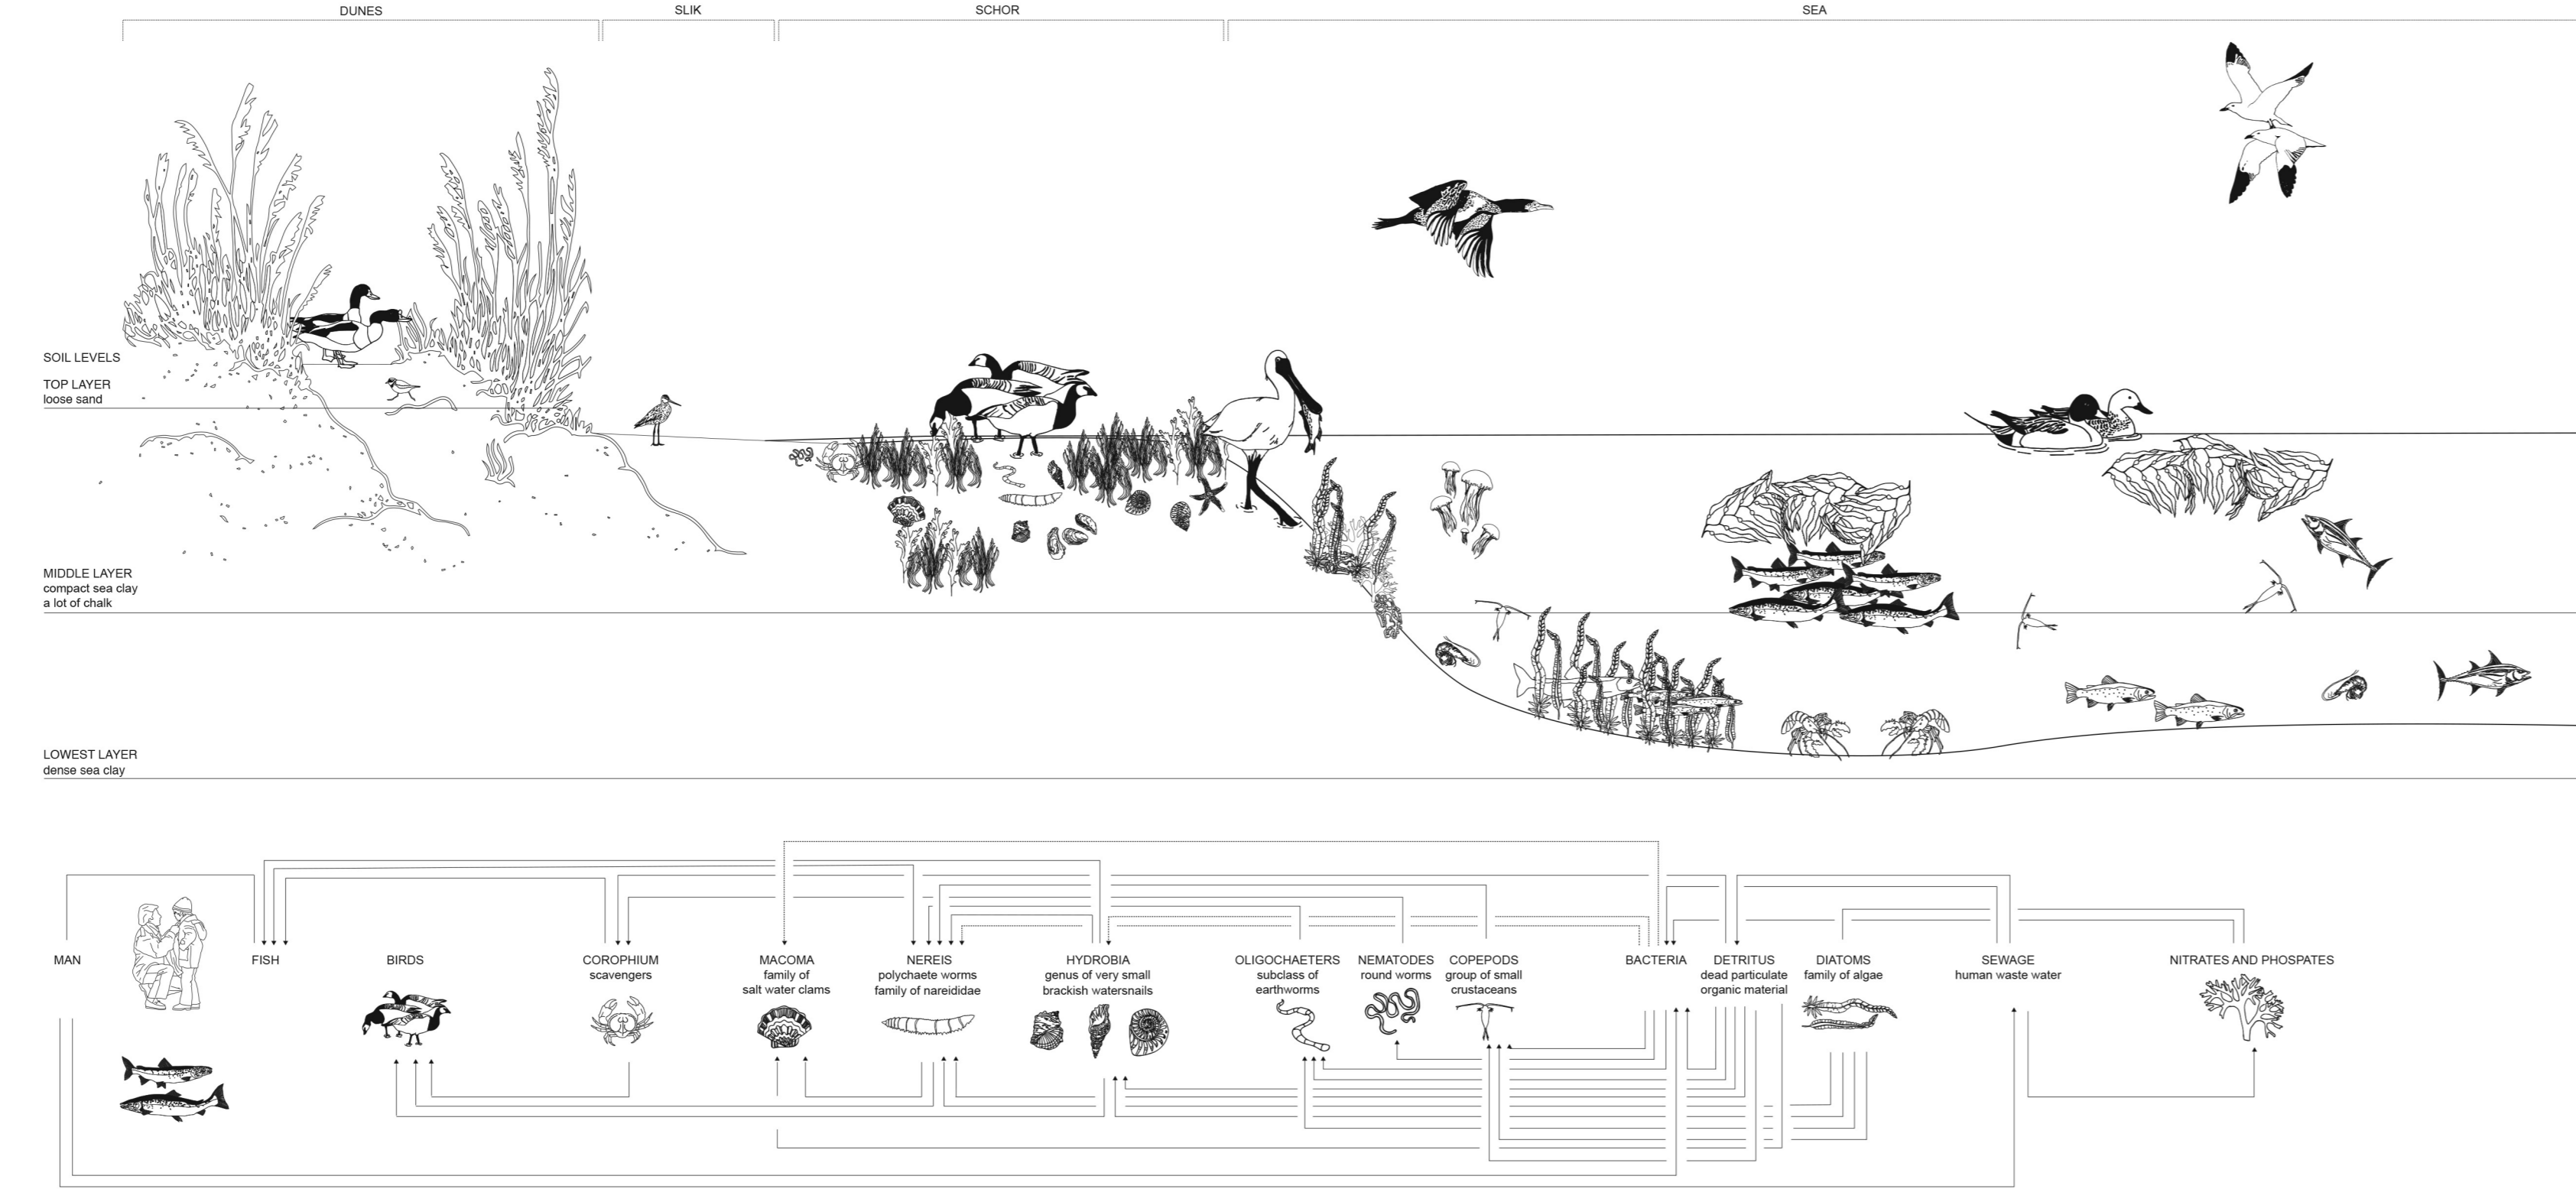 DUNES
SLIK
SCHOR
SEA
SOIL LEVELS
TOP LAYER
loose sand
MIDDLE LAYER
compact sea clay
a lot of chalk
LOWEST LAYER
dense sea clay
MAN
FISH
BIRDS
COROPHIUM
scavengers
MACOMA
family of
salt water clams
NEREIS
polychaete worms
family of nareididae
HYDROBIA
genus of very small
brackish watersnails
OLIGOCHAETERS
subclass of
earthworms
NEMATODES
round worms
COPEPODS
group of small
crustaceans
BACTERIA
DETRITUS
dead particulate
organic material
DIATOMS
family of algae
SEWAGE
human waste water
NITRATES AND PHOSPATES